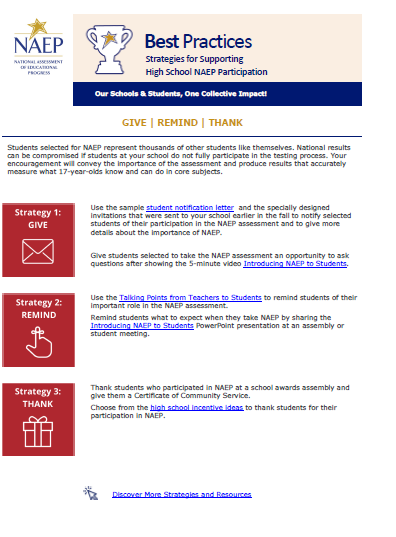 NAEP
NATIONAL ASSESSMENT
OF EDUCATIONAL
PROGRESS
Best Practices
Strategies for Supporting
High School NAEP Participation
Our Schools & Students, One Collective Impact!
GIVE | REMIND | THANK
Students selected for NAEP represent thousands of other students like themselves. National results
can be compromised if students at your school do not fully participate in the testing process. Your
encouragement will convey the importance of the assessment and produce results that accurately
measure what 17-year-olds know and can do in core subjects.
Strategy 1:
GIVE
Use the sample student notification letter and the specially designed
invitations that were sent to your school earlier in the fall to notify selected
students of their participation in the NAEP assessment and to give more
details about the importance of NAEP.
Give students selected to take the NAEP assessment an opportunity to ask
questions after showing the 5-minute video Introducing NAEP to Students.
Strategy 2:
REMIND
Use the Talking Points from Teachers to Students to remind students of their
important role in the NAEP assessment.
Remind students what to expect when they take NAEP by sharing the
Introducing NAEP to Students PowerPoint presentation at an assembly or
student meeting.
Strategy 3:
THANK
Thank students who participated in NAEP at a school awards assembly and
give them a Certificate of Community Service.
Choose from the high school incentive ideas to thank students for their
participation in NAEP.
Discover More Strategies and Resources